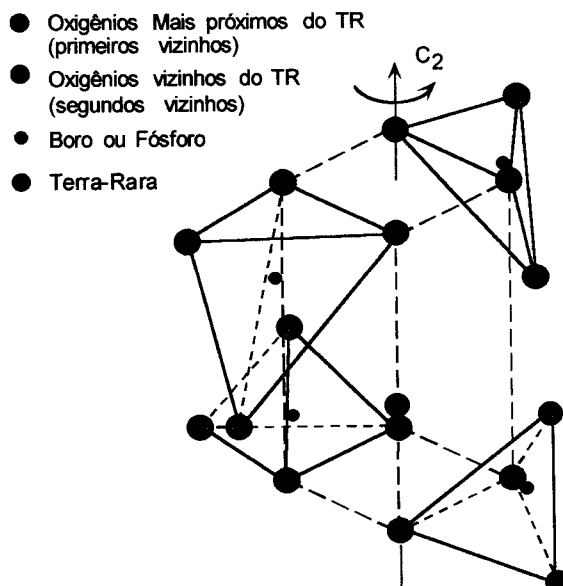 Oxigênios Mais próximos do TR
(primeiros vizinhos)
Oxigênios vizinhos do TR
(segundos vizinhos)
Boro ou Fósforo
Terra-Rara
C2